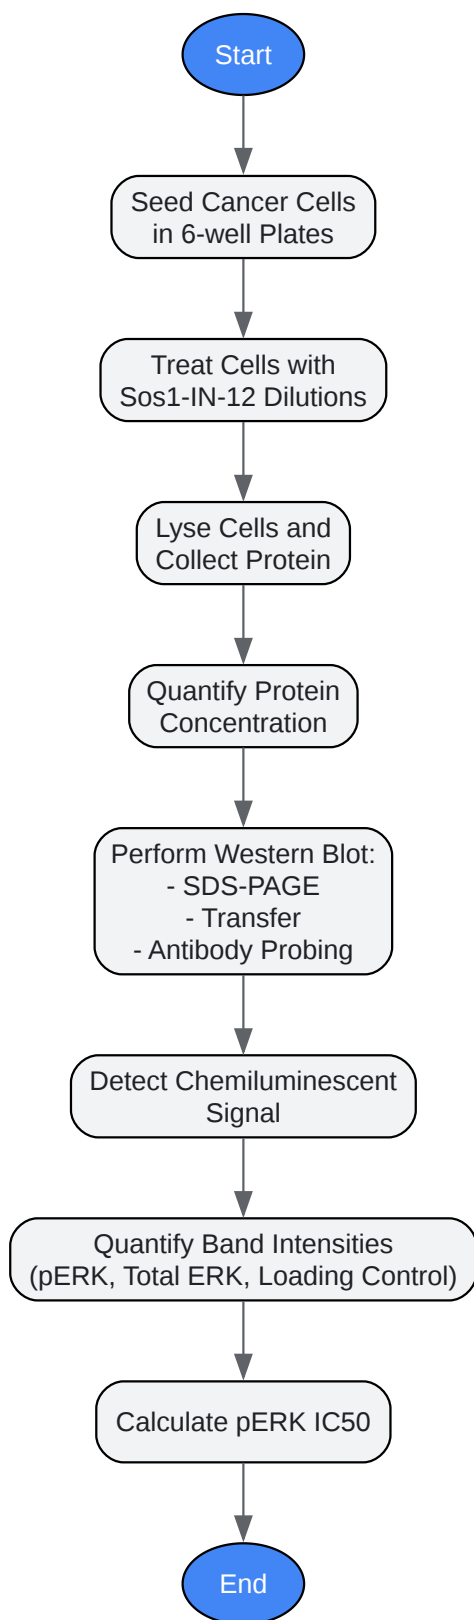 Start
Seed Cancer Cells
in 6-well Plates
Treat Cells with
Sos1-IN-12 Dilutions
Lyse Cells and
Collect Protein
Quantify Protein
Concentration
Perform Western Blot:
- SDS-PAGE
- Transfer
- Antibody Probing
Detect Chemiluminescent
Signal
Quantify Band Intensities
(pERK, Total ERK, Loading Control)
Calculate pERK IC50
End